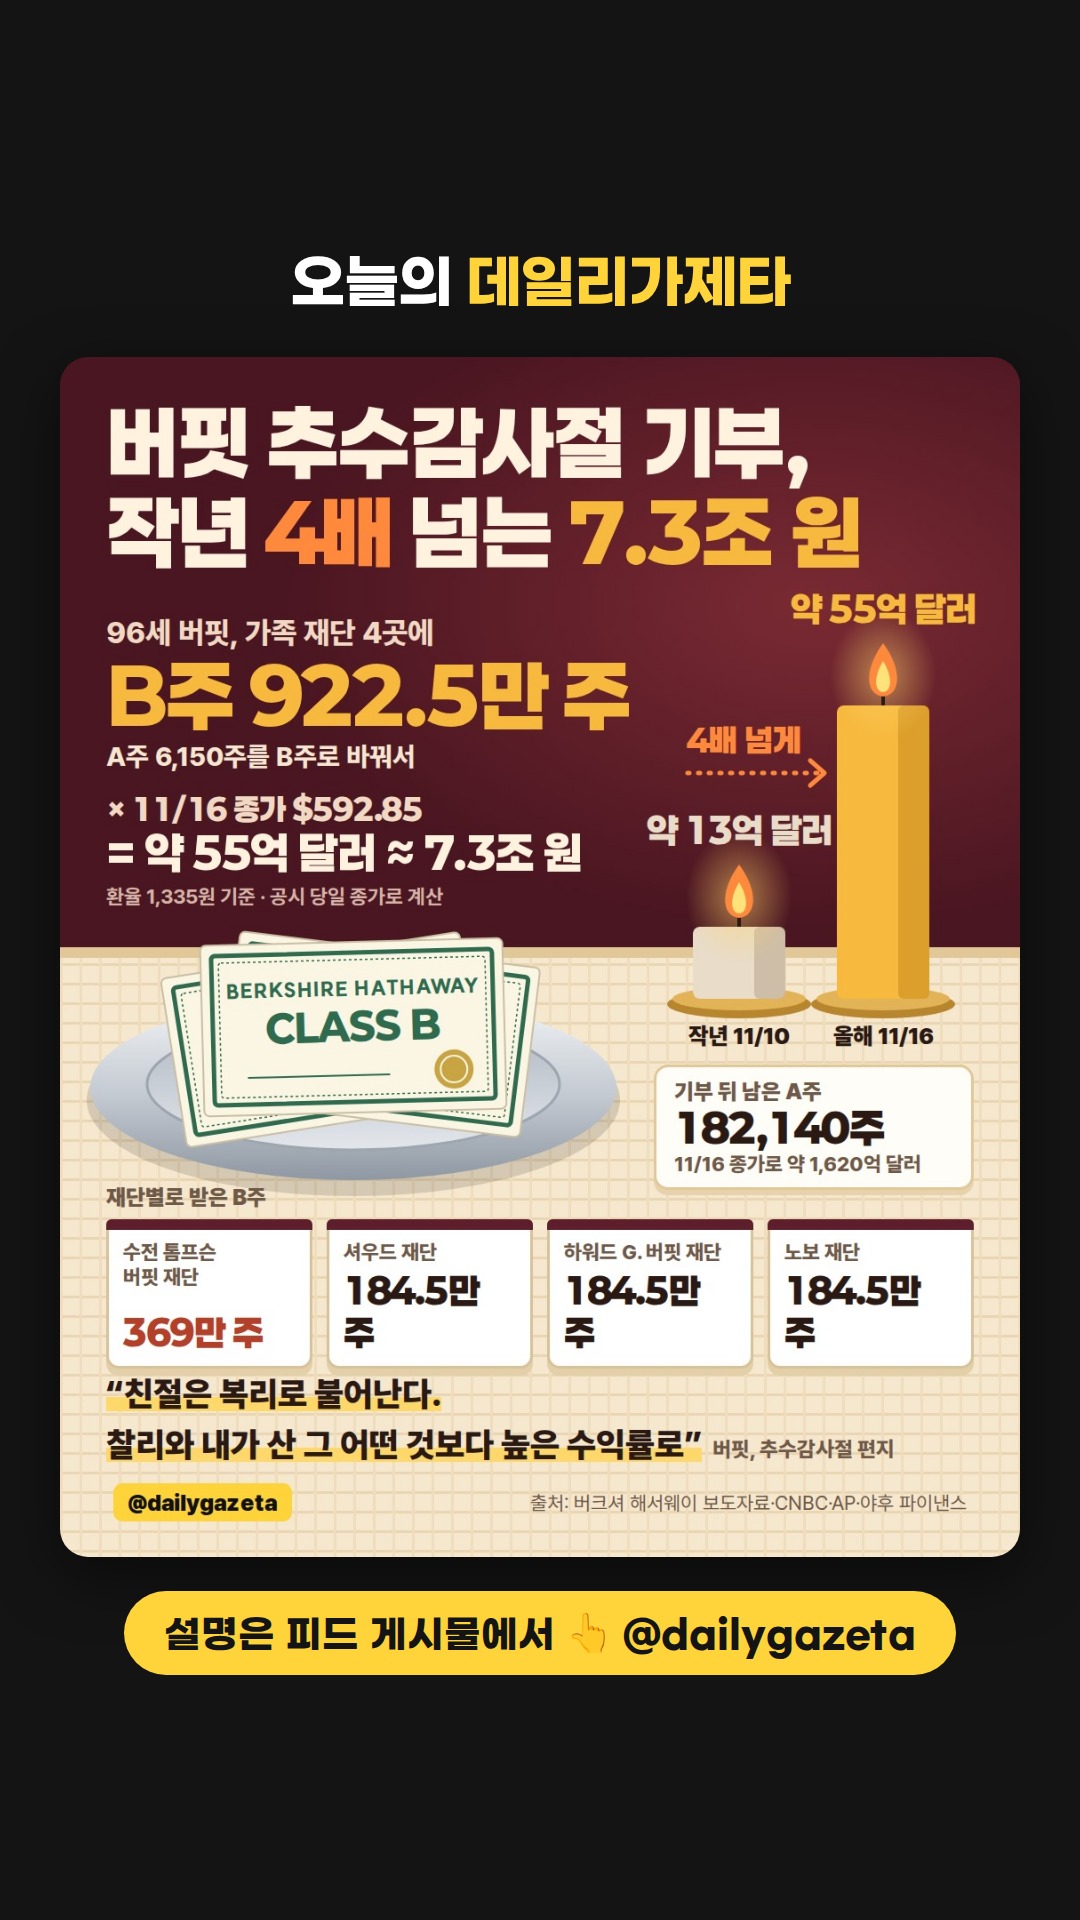 오늘의 데일리가제타
버핏 추수감사절 기부,
작년 4배 넘는 7.3조 원
96세 버핏, 가족 재단 4곳에
B주 922.5만 주
A주 6,150주를 B주로 바꿔서
× 11/16 종가 $592.85
= 약 55억 달러 ≈ 7.3조 원
환율 1,335원 기준 · 공시 당일 종가로 계산
약 55억 달러
4배 넘게
약 13억 달러
작년 11/10
올해 11/16
BERKSHIRE HATHAWAY
CLASS B
기부 뒤 남은 A주
182,140주
11/16 종가로 약 1,620억 달러
재단별로 받은 B주
수전 톰프슨
버핏 재단
369만 주
셔우드 재단
184.5만
주
하워드 G. 버핏 재단
184.5만
주
노보 재단
184.5만
주
“친절은 복리로 불어난다.
찰리와 내가 산 그 어떤 것보다 높은 수익률로” 버핏, 추수감사절 편지
@dailygazeta
출처: 버크셔 해서웨이 보도자료·CNBC·AP·야후 파이낸스
설명은 피드 게시물에서 👆 @dailygazeta